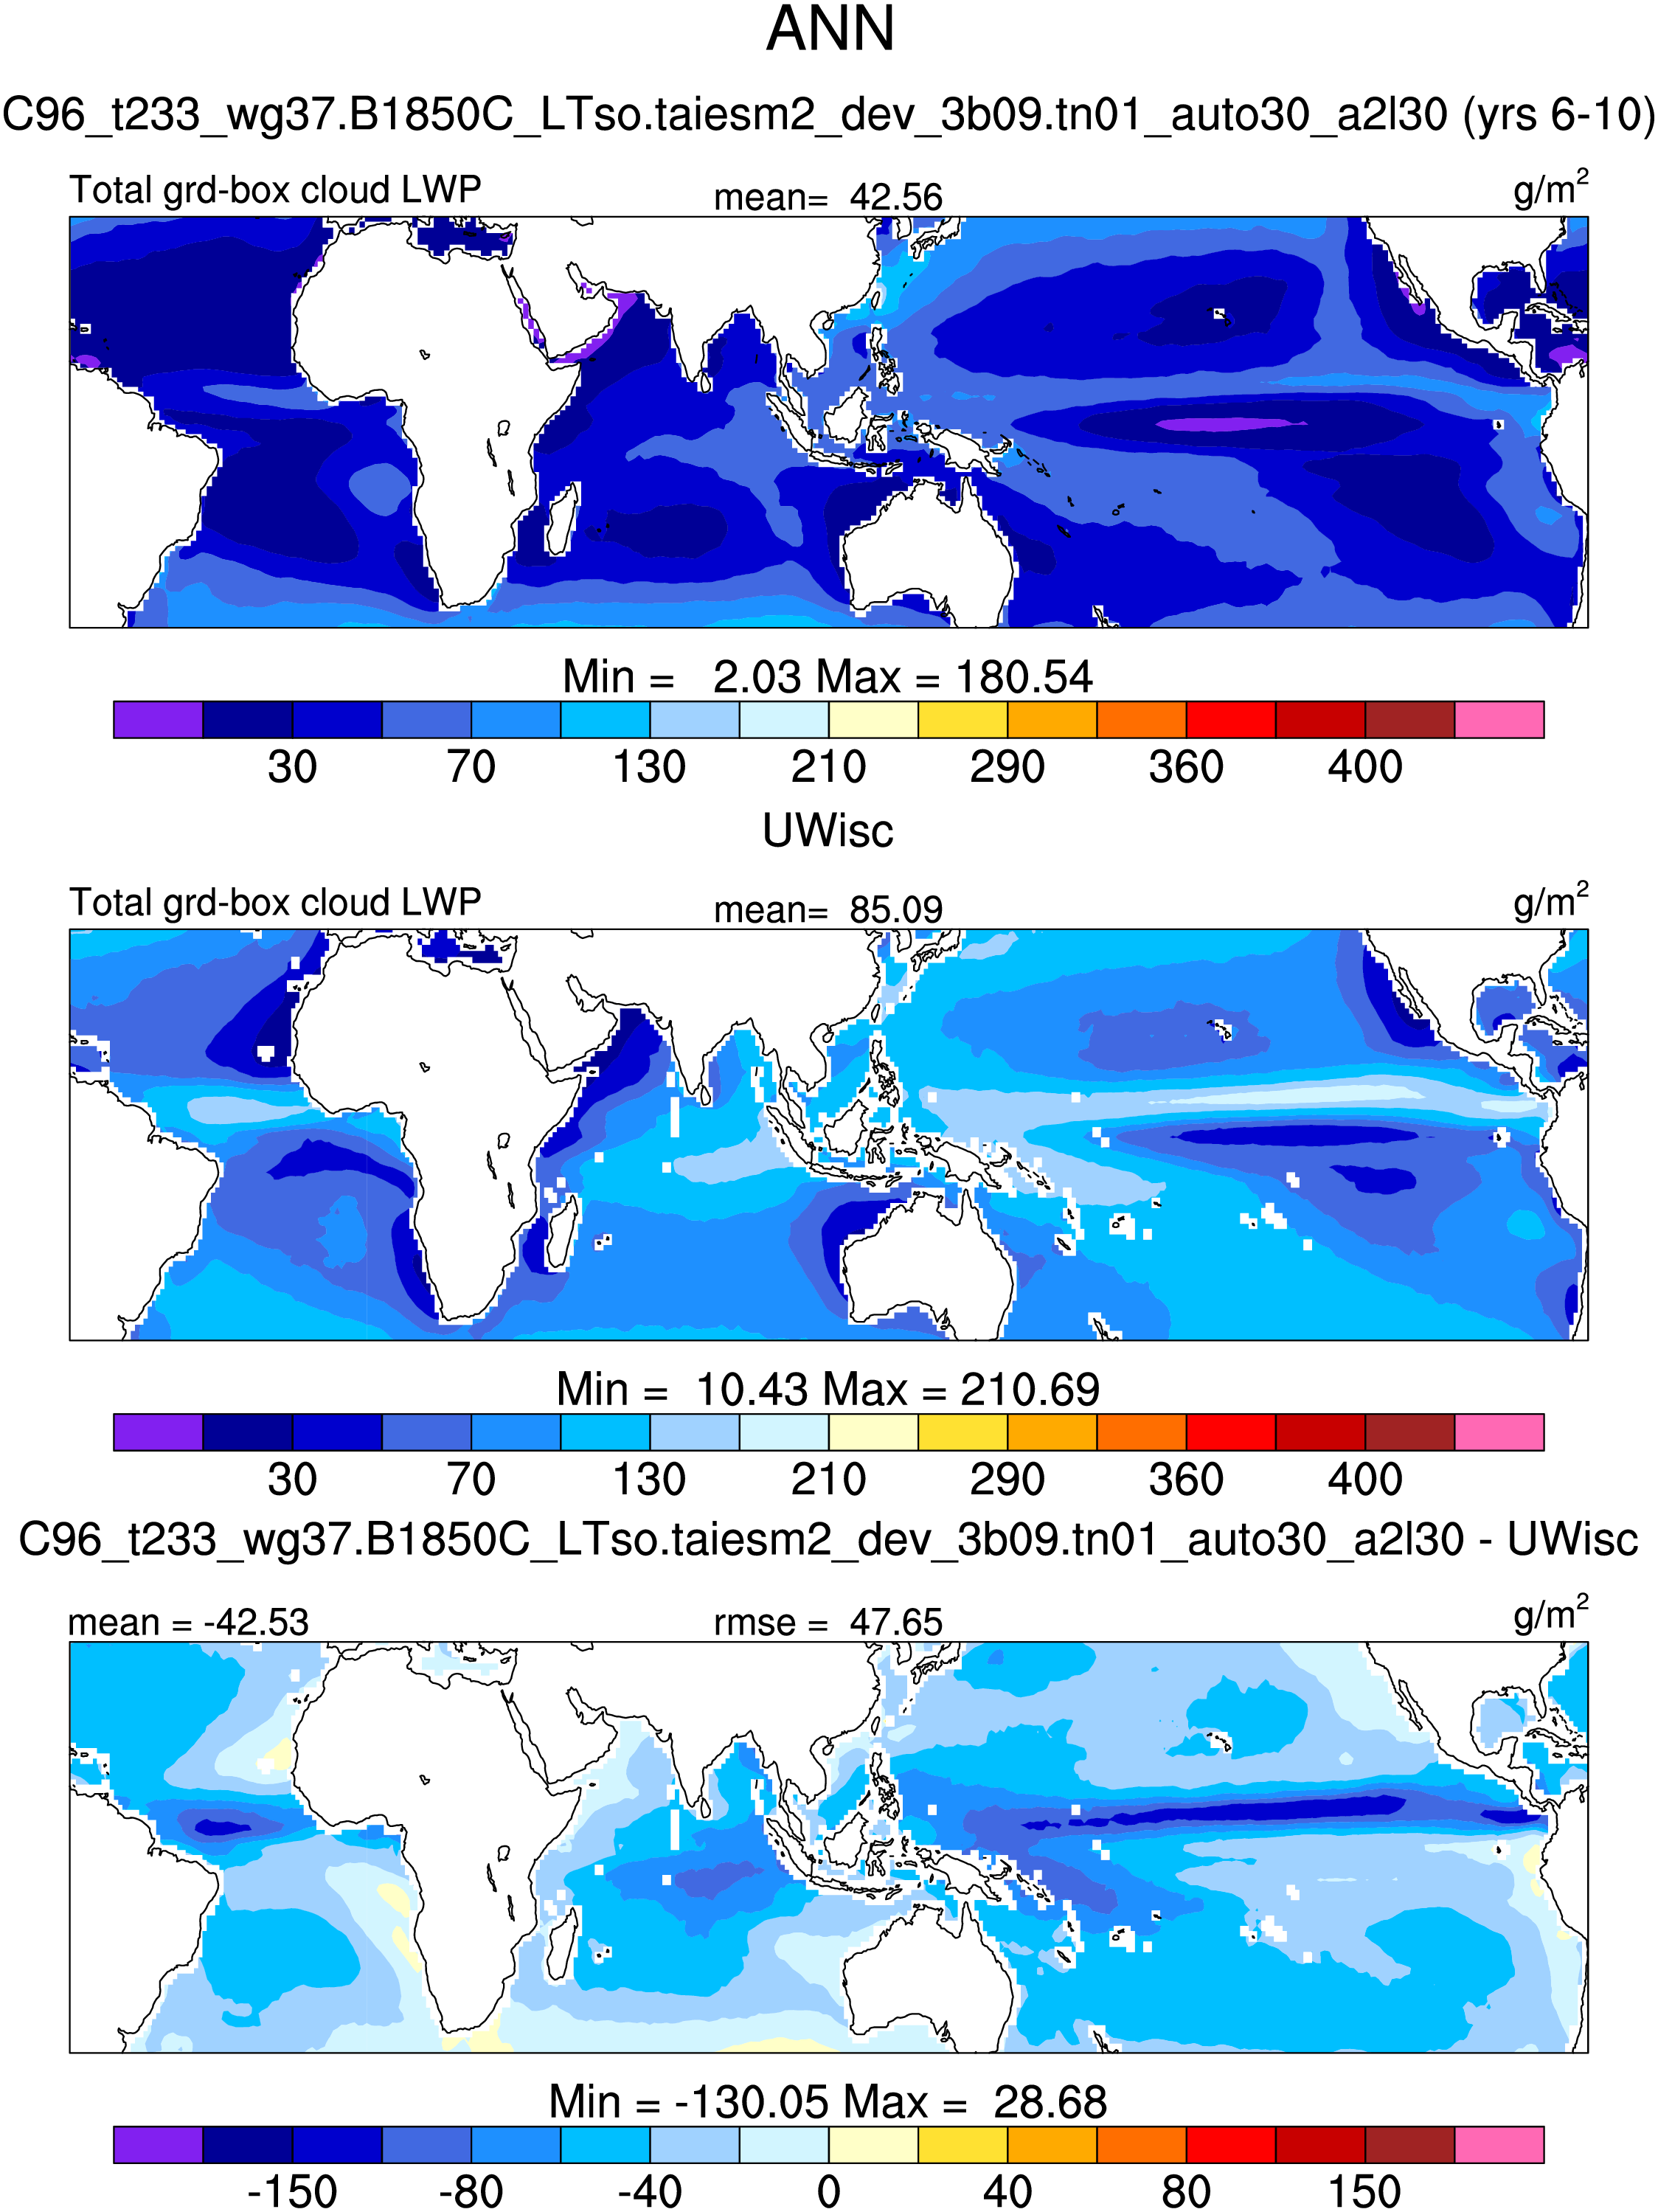 ANN
C96_t233_wg37.B1850C_LTso.taiesm2_dev_3b09.tn01_auto30_a2l30 (yrs 6-10)
Total grd-box cloud LWP mean= 42.56 g/m2
Min = 2.03 Max = 180.54
30 70 130 210 290 360 400
UWisc
Total grd-box cloud LWP mean= 85.09 g/m2
Min = 10.43 Max = 210.69
30 70 130 210 290 360 400
C96_t233_wg37.B1850C_LTso.taiesm2_dev_3b09.tn01_auto30_a2l30 - UWisc
mean = -42.53 rmse = 47.65 g/m2
Min = -130.05 Max = 28.68
-150 -80 -40 0 40 80 150